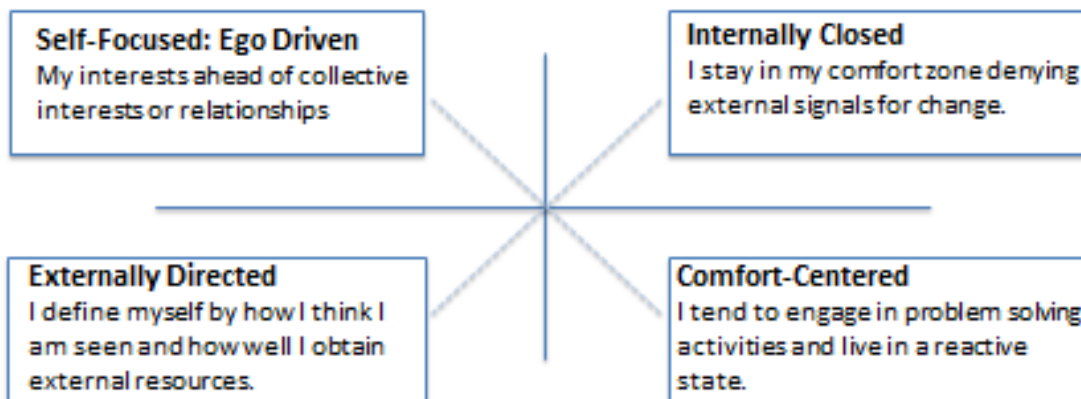 Self-Focused: Ego Driven
My interests ahead of collective
interests or relationships
Internally Closed
I stay in my comfort zone denying
external signals for change.
Externally Directed
I define myself by how I think I
am seen and how well I obtain
external resources.
Comfort-Centered
I tend to engage in problem solving
activities and live in a reactive
state.